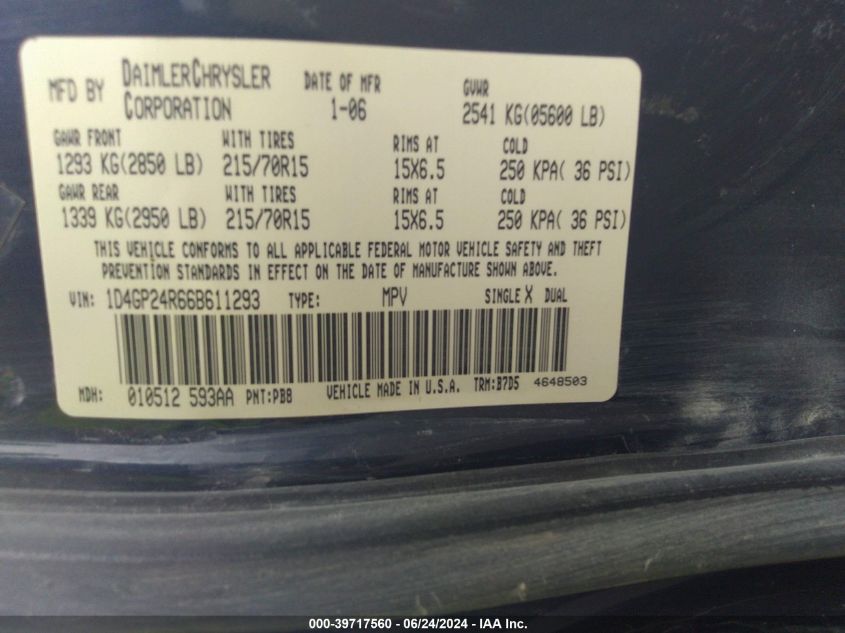 MFD BY DAIMLERCHRYSLER CORPORATION DATE OF MFR 1-06 GVWR 2541 KG(05600 LB)
GAWR FRONT WITH TIRES RIMS AT COLD
1293 KG(2850 LB) 215/70R15 15X6.5 250 KPA( 36 PSI)
GAWR REAR WITH TIRES RIMS AT COLD
1339 KG(2950 LB) 215/70R15 15X6.5 250 KPA( 36 PSI)
THIS VEHICLE CONFORMS TO ALL APPLICABLE FEDERAL MOTOR VEHICLE SAFETY AND THEFT
PREVENTION STANDARDS IN EFFECT ON THE DATE OF MANUFACTURE SHOWN ABOVE.
VIN: 1D4GP24R66B611293 TYPE: MPV SINGLE X DUAL
MDH: 010512 593AA PNT:PB8 VEHICLE MADE IN U.S.A. TRM:B7D5 4648503
000-39717560 - 06/24/2024 - IAA Inc.